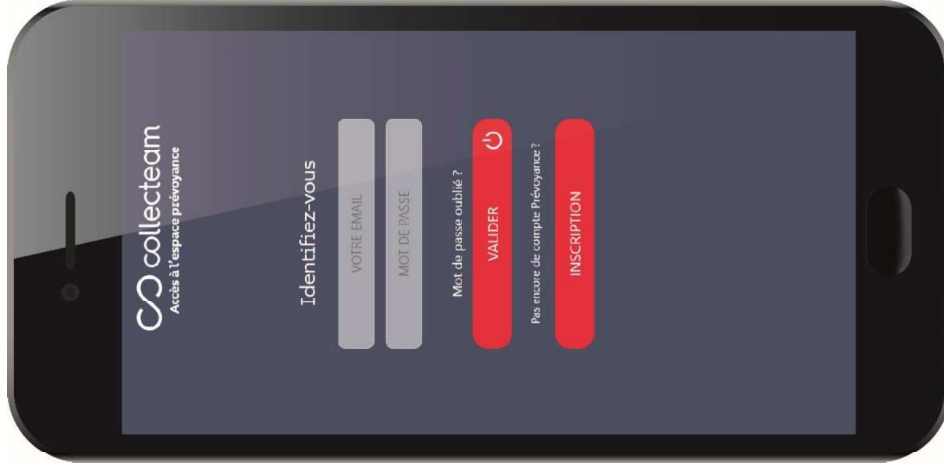 collecteam
Accès à l'espace prévoyance
Identifiez-vous
VOTRE EMAIL
MOT DE PASSE
Mot de passe oublié ?
VALIDER
Pas encore de compte Prévoyance ?
INSCRIPTION